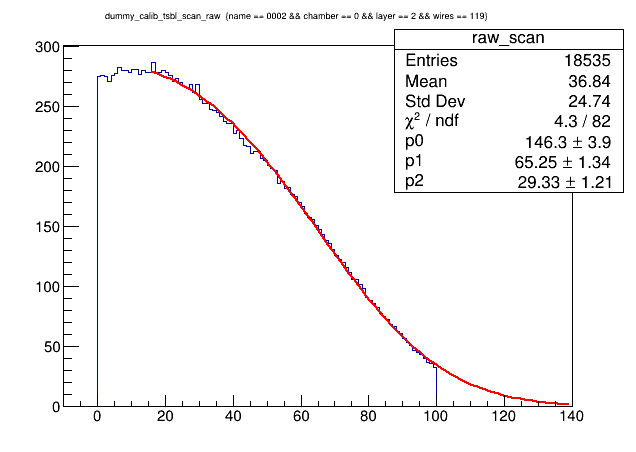 dummy_calib_tsbl_scan_raw (name == 0002 && chamber == 0 && layer == 2 && wires == 119)
raw_scan
Entries 18535
Mean 36.84
Std Dev 24.74
χ² / ndf 4.3 / 82
p0 146.3 ± 3.9
p1 65.25 ± 1.34
p2 29.33 ± 1.21
300
250
200
150
100
50
0
0 20 40 60 80 100 120 140